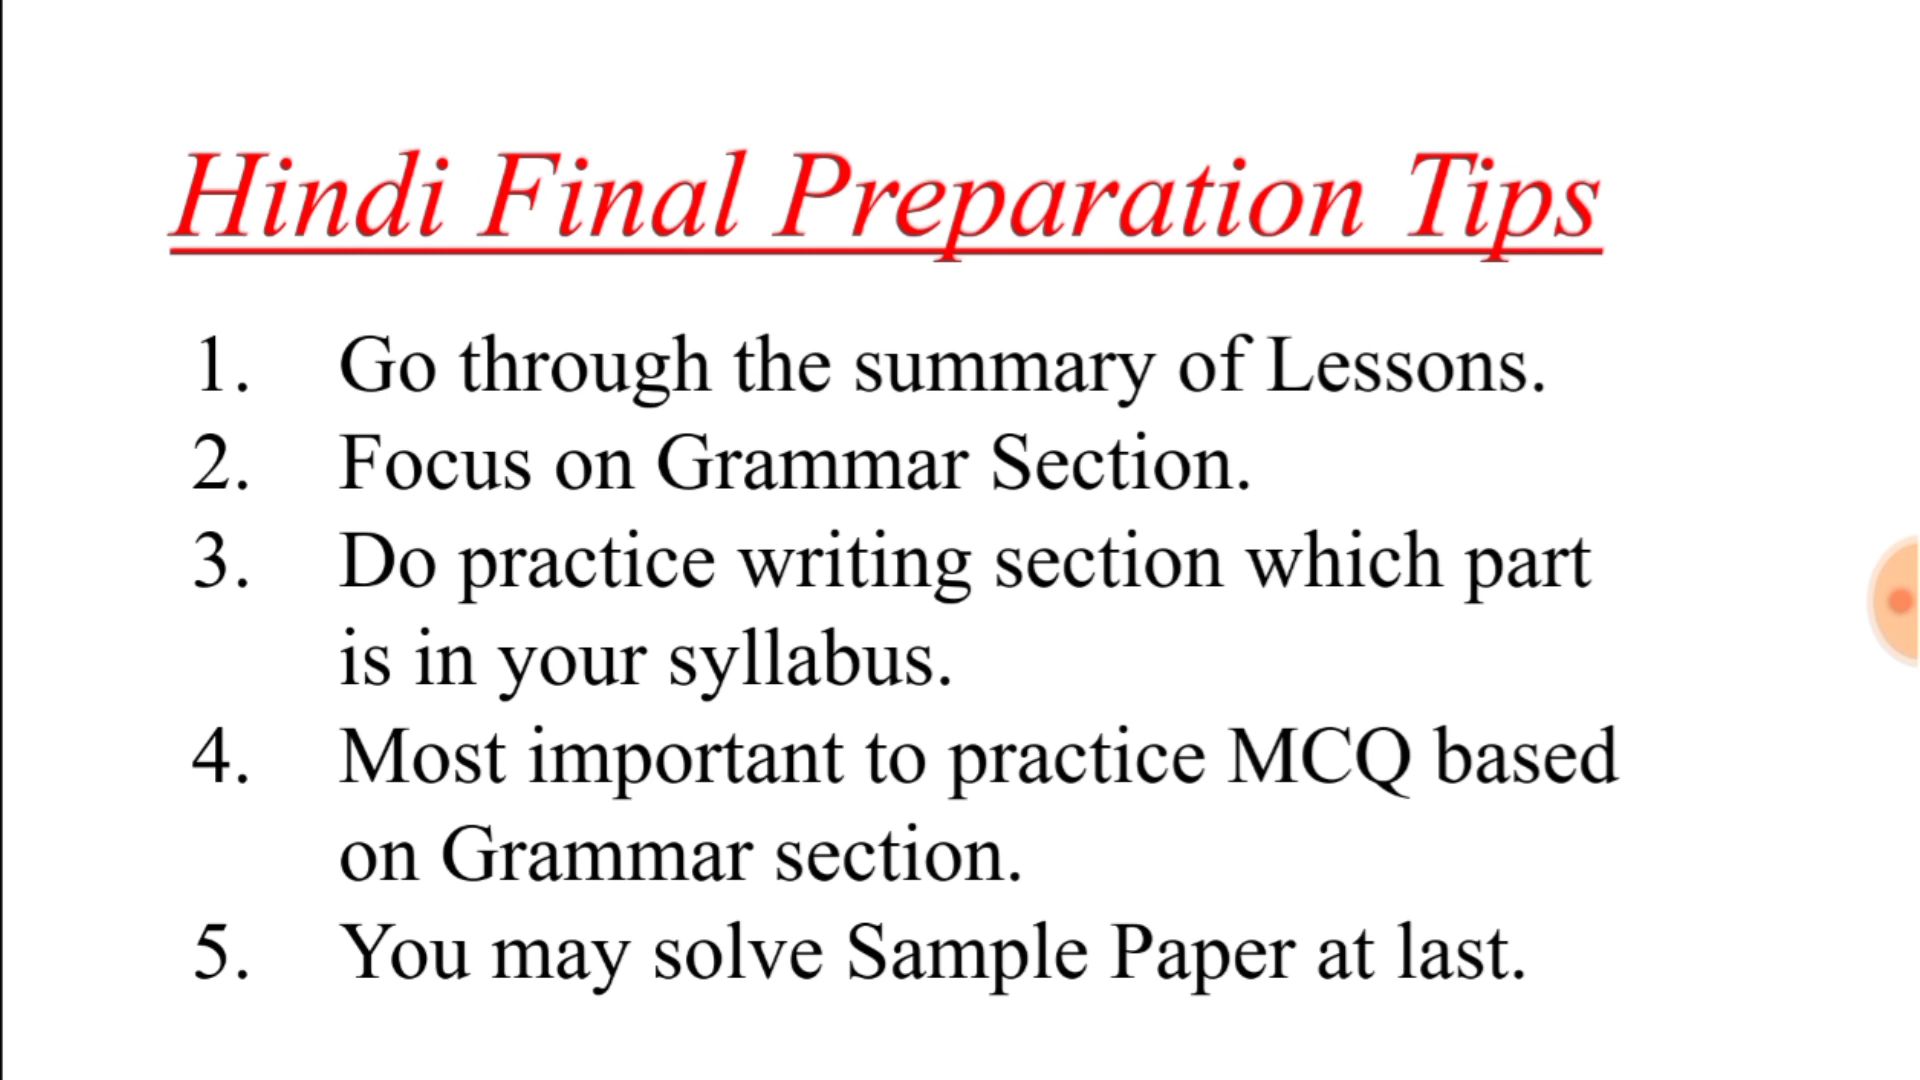 Hindi Final Preparation Tips
1. Go through the summary of Lessons.
2. Focus on Grammar Section.
3. Do practice writing section which part
is in your syllabus.
4. Most important to practice MCQ based
on Grammar section.
5. You may solve Sample Paper at last.